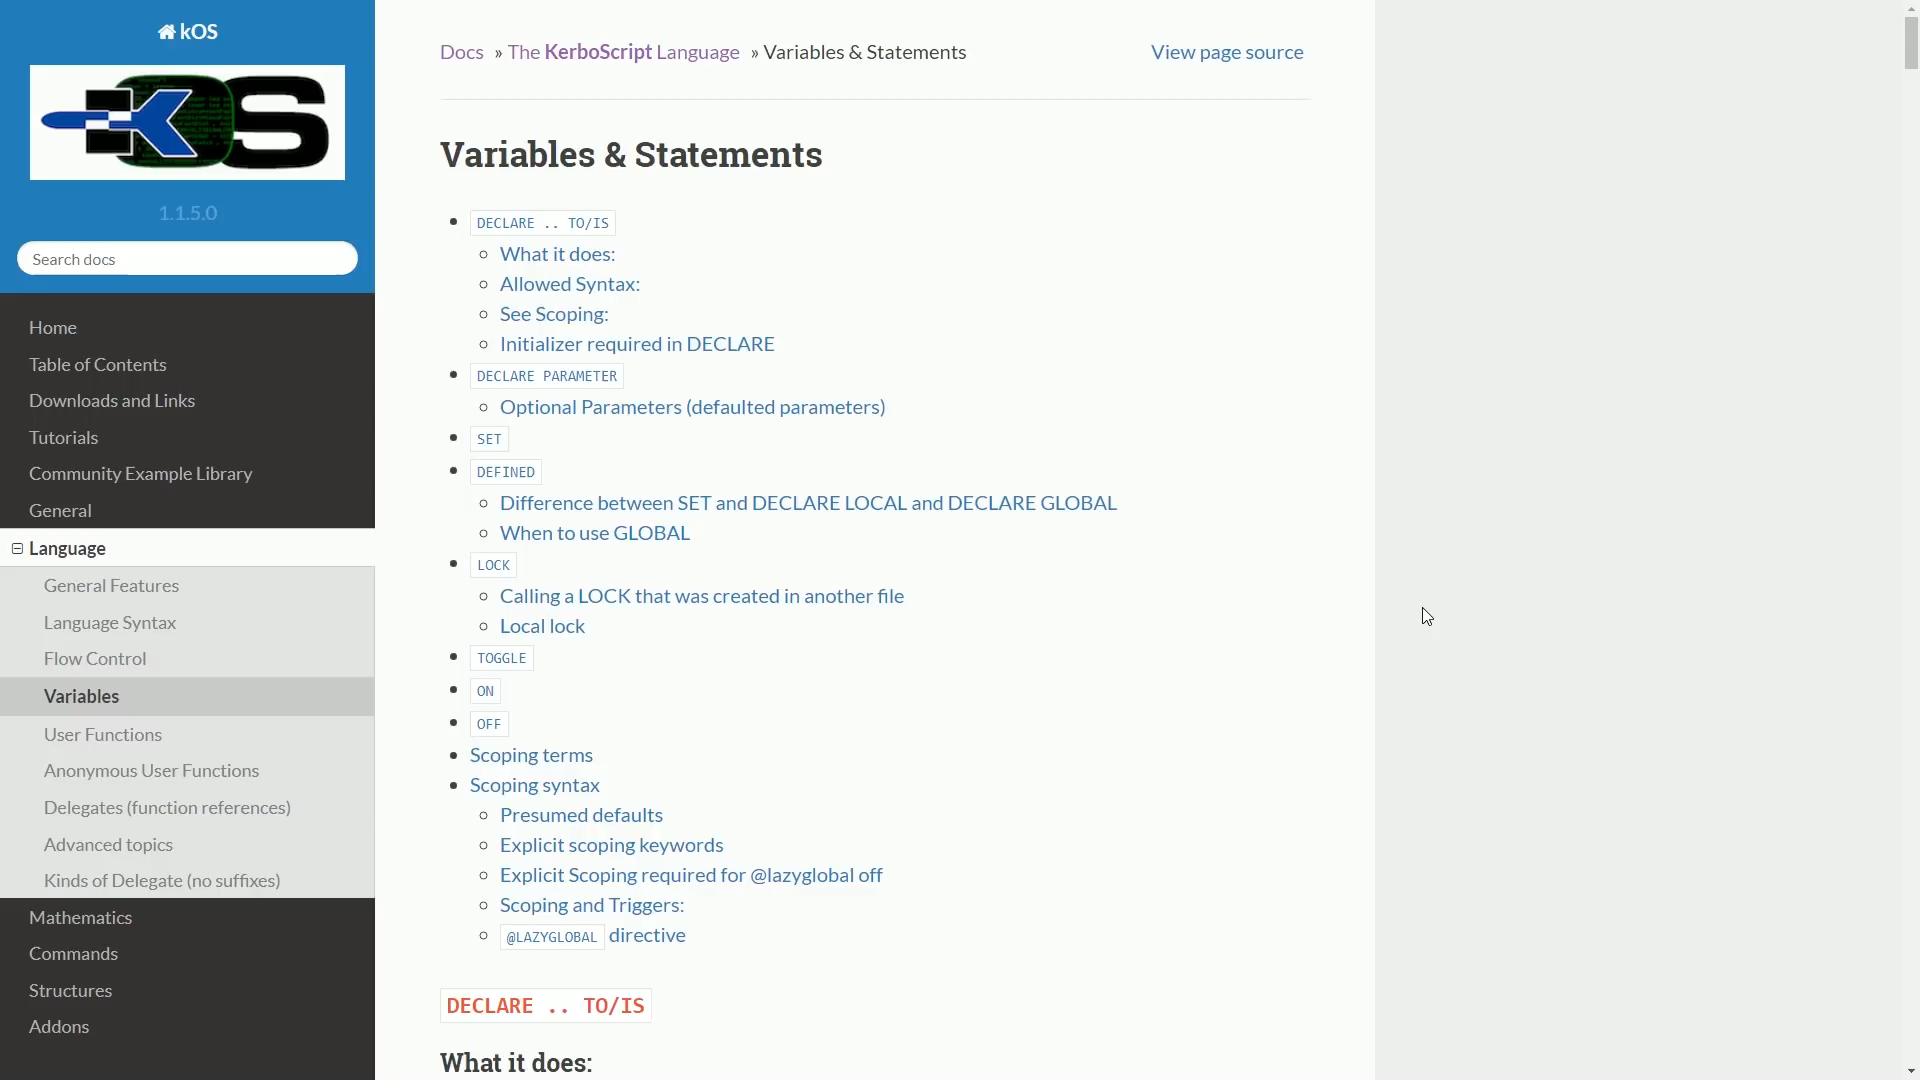 kOS
kOS
1.1.5.0
Search docs
Home
Table of Contents
Downloads and Links
Tutorials
Community Example Library
General
Language
General Features
Language Syntax
Flow Control
Variables
User Functions
Anonymous User Functions
Delegates (function references)
Advanced topics
Kinds of Delegate (no suffixes)
Mathematics
Commands
Structures
Addons
Docs » The KerboScript Language » Variables & Statements
View page source
Variables & Statements
DECLARE .. TO/IS
What it does:
Allowed Syntax:
See Scoping:
Initializer required in DECLARE
DECLARE PARAMETER
Optional Parameters (defaulted parameters)
SET
DEFINED
Difference between SET and DECLARE LOCAL and DECLARE GLOBAL
When to use GLOBAL
LOCK
Calling a LOCK that was created in another file
Local lock
TOGGLE
ON
OFF
Scoping terms
Scoping syntax
Presumed defaults
Explicit scoping keywords
Explicit Scoping required for @lazyglobal off
Scoping and Triggers:
@LAZYGLOBAL directive
DECLARE .. TO/IS
What it does: